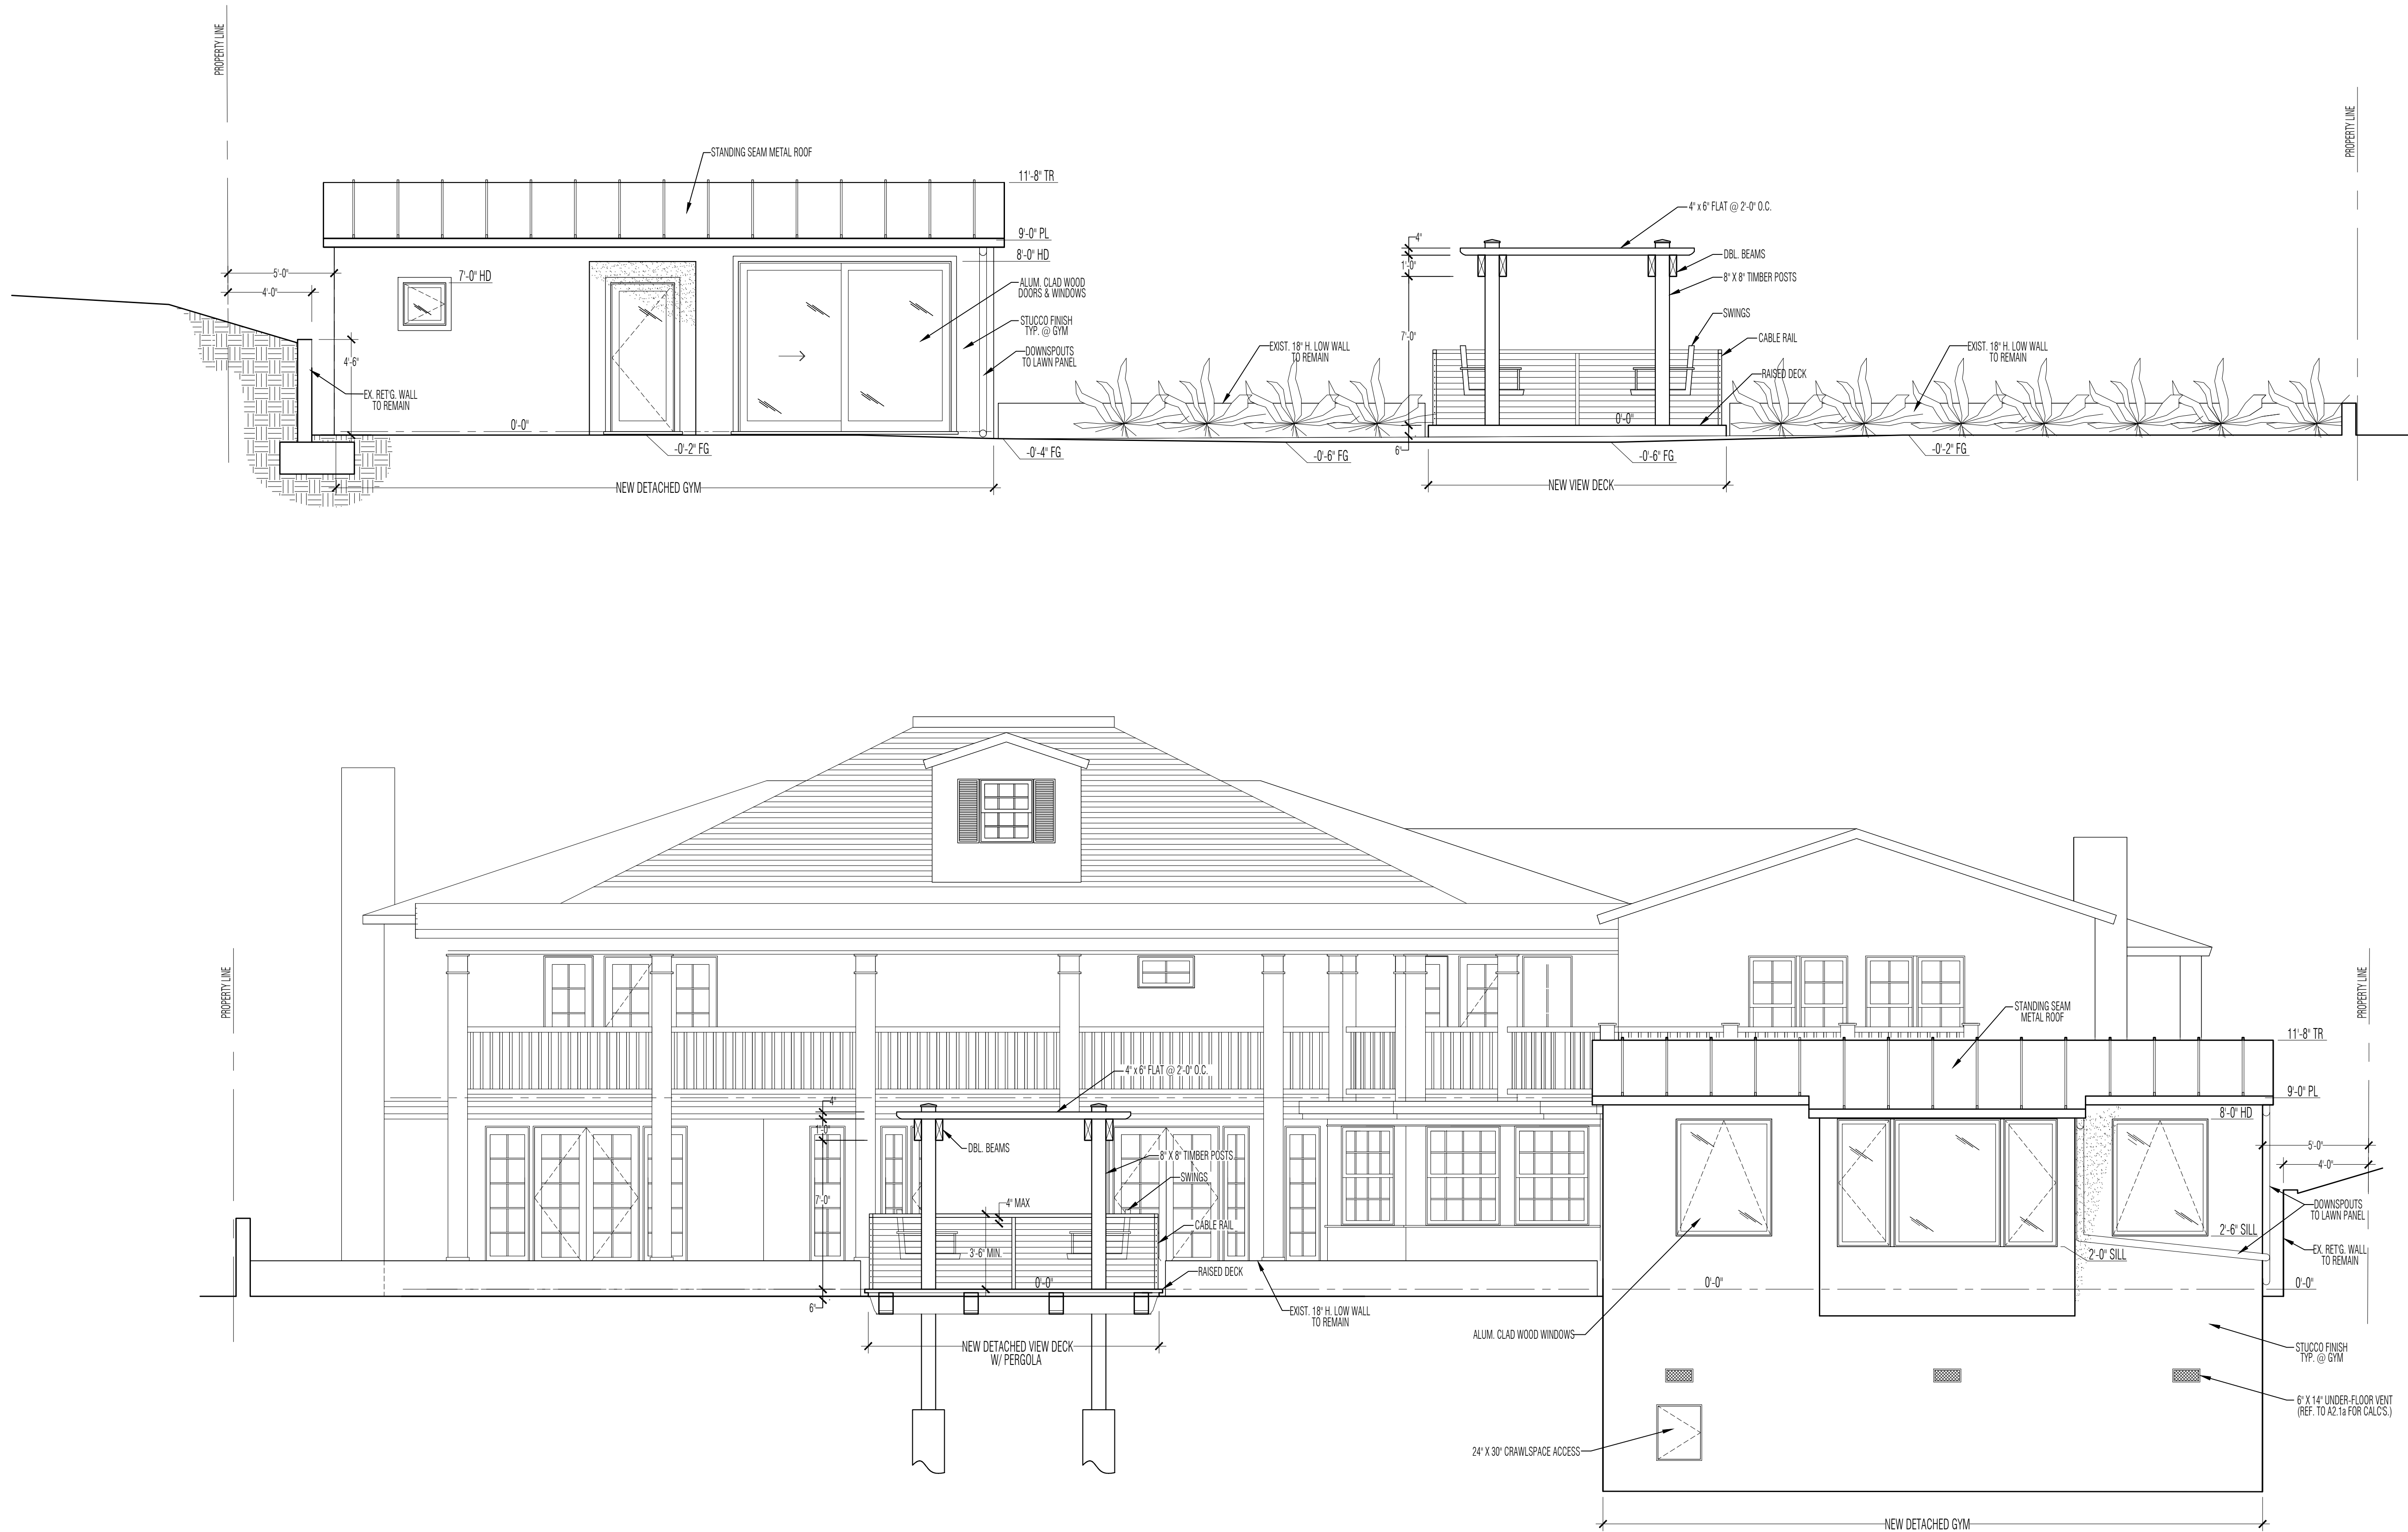 PROPERTY LINE
PROPERTY LINE
STANDING SEAM METAL ROOF
11'-8" TR
9'-0" PL
8'-0" HD
7'-0" HD
5'-0"
4'-0"
4'-6"
ALUM. CLAD WOOD
DOORS & WINDOWS
STUCCO FINISH
TYP. @ GYM
DOWNSPOUTS
TO LAWN PANEL
EX. RET'G. WALL
TO REMAIN
0'-0"
-0'-2" FG
-0'-4" FG
-0'-6" FG
-0'-6" FG
-0'-2" FG
NEW DETACHED GYM
4" x 6" FLAT @ 2'-0" O.C.
4"
1'-0"
7'-0"
6"
DBL. BEAMS
8" X 8" TIMBER POSTS
SWINGS
CABLE RAIL
RAISED DECK
0'-0"
EXIST. 18" H. LOW WALL
TO REMAIN
EXIST. 18" H. LOW WALL
TO REMAIN
NEW VIEW DECK
PROPERTY LINE
PROPERTY LINE
STANDING SEAM
METAL ROOF
11'-8" TR
9'-0" PL
8'-0" HD
5'-0"
4'-0"
4" x 6" FLAT @ 2'-0" O.C.
4"
1'-0"
7'-0"
6"
DBL. BEAMS
8" X 8" TIMBER POSTS
SWINGS
4" MAX
CABLE RAIL
3'-6" MIN.
RAISED DECK
0'-0"
EXIST. 18" H. LOW WALL
TO REMAIN
NEW DETACHED VIEW DECK
W/ PERGOLA
DOWNSPOUTS
TO LAWN PANEL
2'-6" SILL
2'-0" SILL
EX. RET'G. WALL
TO REMAIN
0'-0"
0'-0"
ALUM. CLAD WOOD WINDOWS
STUCCO FINISH
TYP. @ GYM
6" X 14" UNDER-FLOOR VENT
(REF. TO A2.1a FOR CALC'S.)
24" X 30" CRAWLSPACE ACCESS
NEW DETACHED GYM